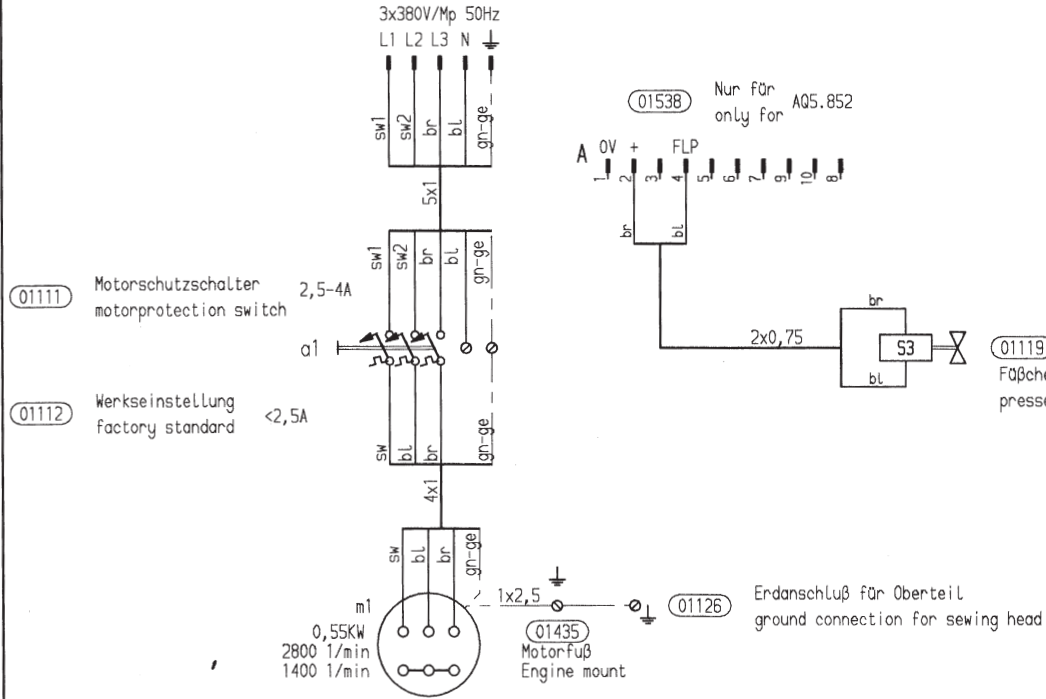 3x380V/Mp 50Hz
L1 L2 L3 N
sw1 sw2 br bl gn-ge
5x1
sw1 sw2 br bl gn-ge
01111
Motorschutzschalter
motorprotection switch
2,5-4A
a1
01112
Werkseinstellung
factory standard
<2,5A
sw bl br gn-ge
4x1
sw bl br gn-ge
m1
0,55KW
2800 1/min
1400 1/min
1x2,5
01435
Motorfuß
Engine mount
01126
Erdanschluß für Oberteil
ground connection for sewing head
01538
Nur für
only for
AQ5.852
A
0V + FLP
1 2 3 4 5 6 7 9 10 8
br bl
2x0,75
br
S3
bl
01119
Füßche
presse